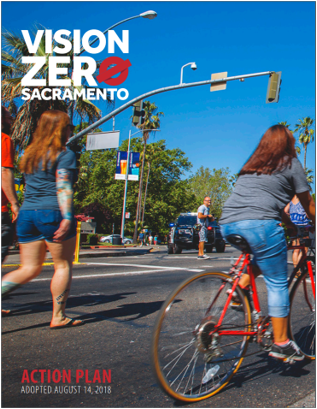 VISION
ZERO
SACRAMENTO
ACTION PLAN
ADOPTED AUGUST 14, 2018